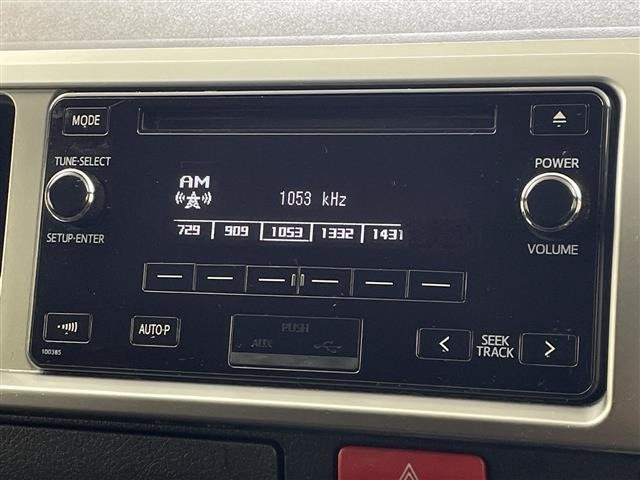 MODE
TUNE·SELECT
POWER
AM
1053 kHz
729 909 1053 1332 1431
SETUP·ENTER
VOLUME
AUTO·P
PUSH
AUX
SEEK
TRACK
100385